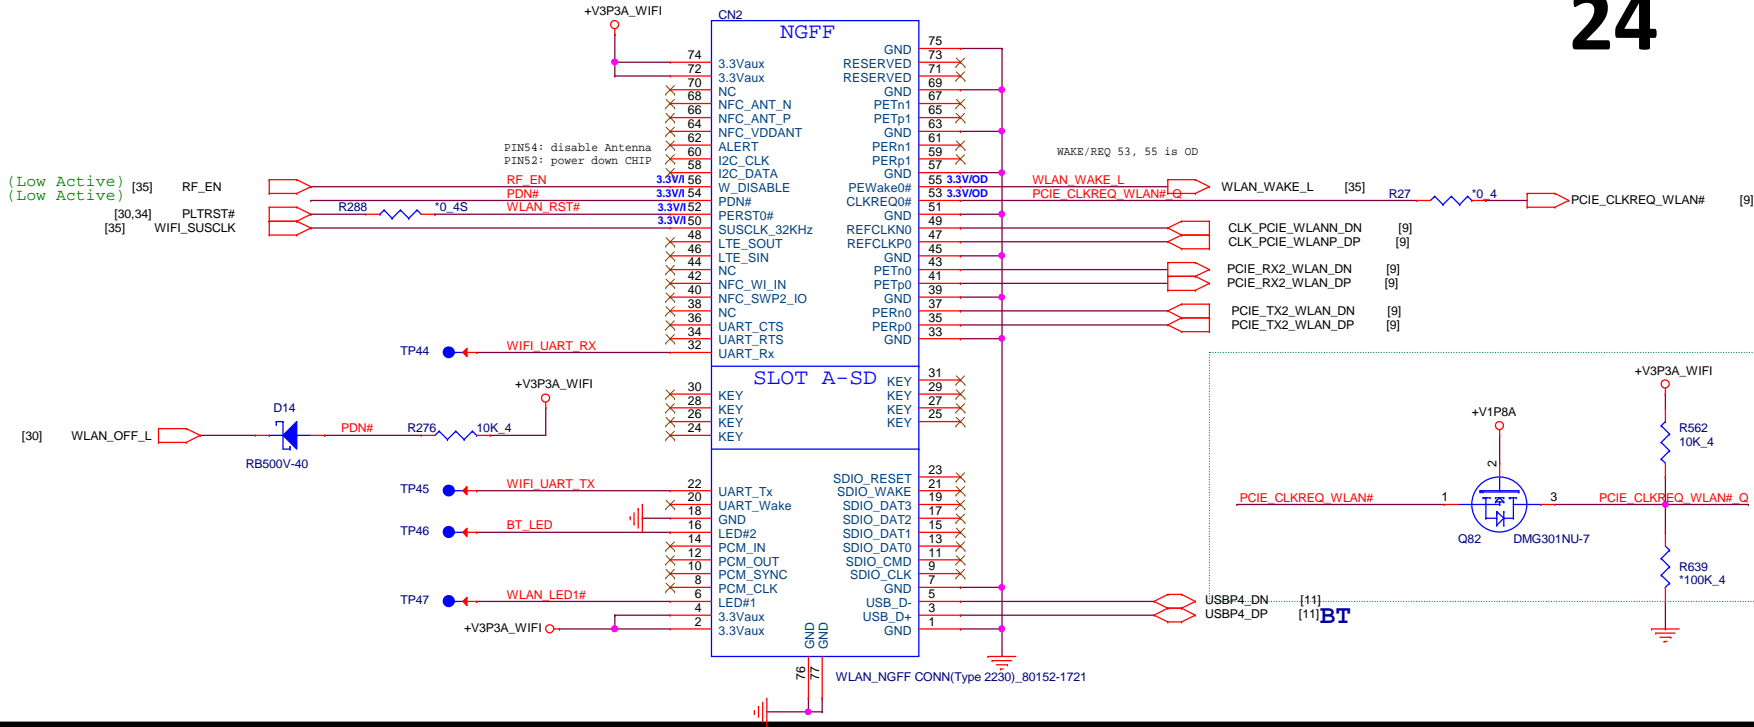 24
+V3P3A_WIFI
CN2
NGFF
74 3.3Vaux
72 3.3Vaux
70 NC
68 NFC_ANT_N
66 NFC_ANT_P
64 NFC_VDDANT
62 ALERT
60 I2C_CLK
58 I2C_DATA
56 W_DISABLE
54 PDN#
52 PERST0#
50 SUSCLK_32KHz
48 LTE_SOUT
46 LTE_SIN
44 NC
42 NFC_WI_IN
40 NFC_SWP2_IO
38 NC
36 UART_CTS
34 UART_RTS
32 UART_Rx
GND 75
RESERVED 73
RESERVED 71
GND 69
PETn1 67
PETp1 65
GND 63
PERn1 61
PERp1 59
GND 57
PEWake0# 55
CLKREQ0# 53
GND 51
REFCLKN0 49
REFCLKP0 47
GND 45
PETn0 43
PETp0 41
GND 39
PERn0 37
PERp0 35
GND 33
PIN54: disable Antenna
PIN52: power down CHIP
WAKE/REQ 53, 55 is OD
(Low Active)
(Low Active)
[35] RF_EN
RF_EN 3.3V/I
PDN# 3.3V/I
[30,34] PLTRST# R288 *0_4S WLAN_RST# 3.3V/I
[35] WIFI_SUSCLK 3.3V/I
3.3V/OD WLAN_WAKE_L WLAN_WAKE_L [35]
3.3V/OD PCIE_CLKREQ_WLAN#_Q R27 *0_4 PCIE_CLKREQ_WLAN# [9]
CLK_PCIE_WLANN_DN [9]
CLK_PCIE_WLANP_DP [9]
PCIE_RX2_WLAN_DN [9]
PCIE_RX2_WLAN_DP [9]
PCIE_TX2_WLAN_DN [9]
PCIE_TX2_WLAN_DP [9]
TP44 WIFI_UART_RX
SLOT A-SD
30 KEY
28 KEY
26 KEY
24 KEY
KEY 31
KEY 29
KEY 27
KEY 25
+V3P3A_WIFI
D14
[30] WLAN_OFF_L PDN# R276 10K_4
RB500V-40
TP45 WIFI_UART_TX
TP46 BT_LED
TP47 WLAN_LED1#
+V3P3A_WIFI
22 UART_Tx
20 UART_Wake
18 GND
16 LED#2
14 PCM_IN
12 PCM_OUT
10 PCM_SYNC
8 PCM_CLK
6 LED#1
4 3.3Vaux
2 3.3Vaux
SDIO_RESET 23
SDIO_WAKE 21
SDIO_DAT3 19
SDIO_DAT2 17
SDIO_DAT1 15
SDIO_DAT0 13
SDIO_CMD 11
SDIO_CLK 9
GND 7
USB_D- 5
USB_D+ 3
GND 1
GND
GND
76
77
WLAN_NGFF CONN(Type 2230)_80152-1721
USBP4_DN [11]
USBP4_DP [11] BT
+V3P3A_WIFI
+V1P8A
R562
10K_4
2
PCIE_CLKREQ_WLAN# 1 3 PCIE_CLKREQ_WLAN#_Q
Q82 DMG301NU-7
R639
*100K_4